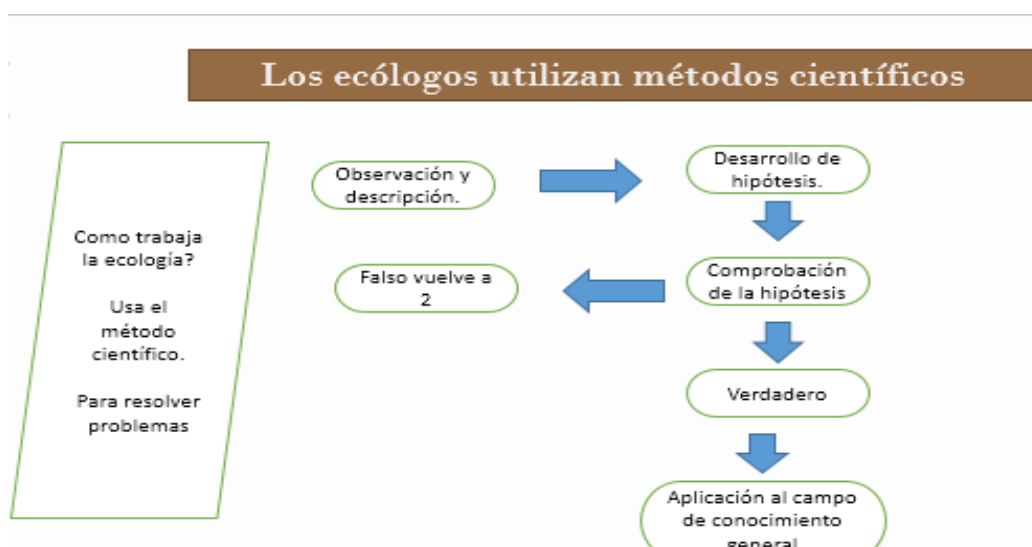 Los ecólogos utilizan métodos científicos
Como trabaja
la ecología?
Usa el
método
científico.
Para resolver
problemas
Observación y
descripción.
Desarrollo de
hipótesis.
Comprobación
de la hipótesis
Falso vuelve a
2
Verdadero
Aplicación al campo
de conocimiento
general